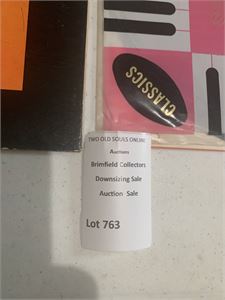 CLASSICS
TWO OLD SOULS ONLINE
Auctions
Brimfield Collectors
Downsizing Sale
Auction Sale
Lot 763